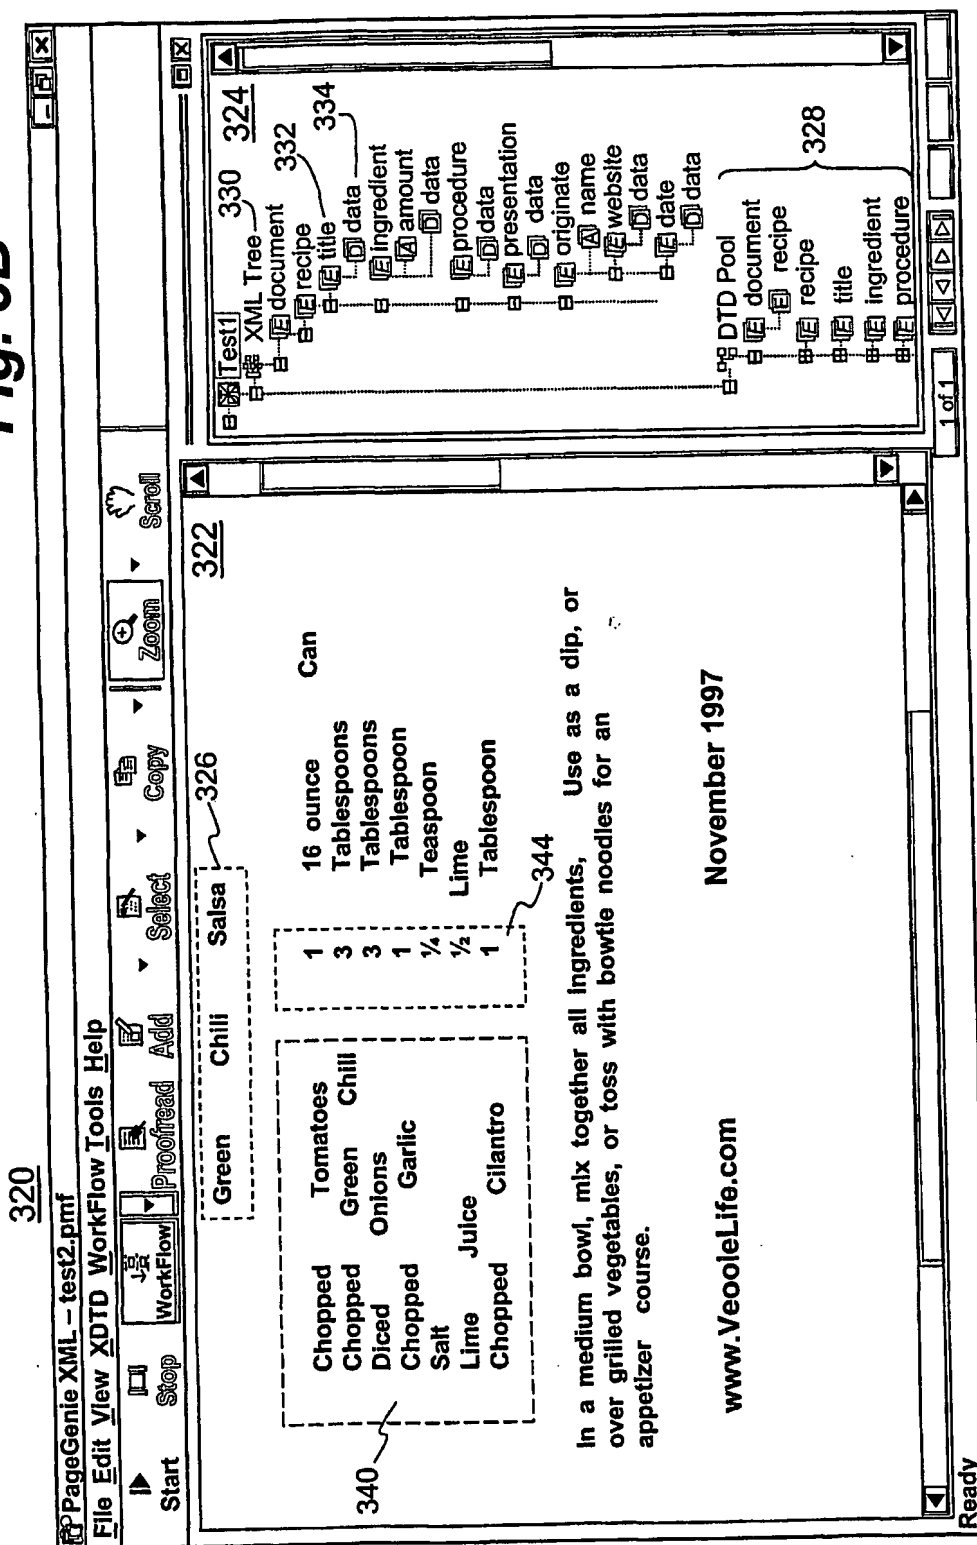 320
PageGenie XML – test2.pmf
File Edit View XDTD WorkFlow Tools Help
Start Stop WorkFlow Proofread Add Select Copy Zoom Scroll
322
Green Chili Salsa
326
Chopped Tomatoes 1 16 ounce Can
Chopped Green Chili 3 Tablespoons
Diced Onions 3 Tablespoons
Chopped Garlic 1 Tablespoon
Salt ¼ Teaspoon
Lime Juice ½ Lime
Chopped Cilantro 1 Tablespoon
340
344
In a medium bowl, mix together all ingredients, Use as a dip, or
over grilled vegetables, or toss with bowtie noodles for an
appetizer course.
www.VeooleLife.com November 1997
324
Test1
XML Tree
330
E document
E recipe
332
E title
D data
334
E ingredient
A amount
D data
E procedure
D data
E presentation
D data
E originate
A name
E website
D data
E date
D data
DTD Pool
E document
E recipe
E recipe
E title
E ingredient
E procedure
328
1 of 1
Ready